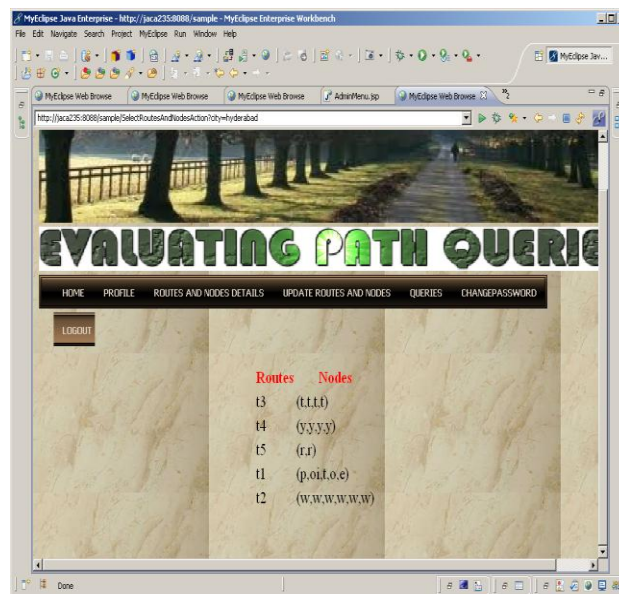 MyEclipse Java Enterprise - http://jaca235:8088/sample - MyEclipse Enterprise Workbench
File Edit Navigate Search Project MyEclipse Run Window Help
MyEclipse Jav...
MyEclipse Web Browse MyEclipse Web Browse MyEclipse Web Browse AdminMenu.jsp MyEclipse Web Browse
http://jaca235:8088/sample/SelectRoutesAndNodesAction?city=hyderabad
EVALUATING PATH QUERIE
HOME PROFILE ROUTES AND NODES DETAILS UPDATE ROUTES AND NODES QUERIES CHANGEPASSWORD
LOGOUT
Routes Nodes
t3 (t,t,t,t)
t4 (y,y,y,y)
t5 (r,r)
t1 (p,oi,t,o,e)
t2 (w,w,w,w,w,w)
Done